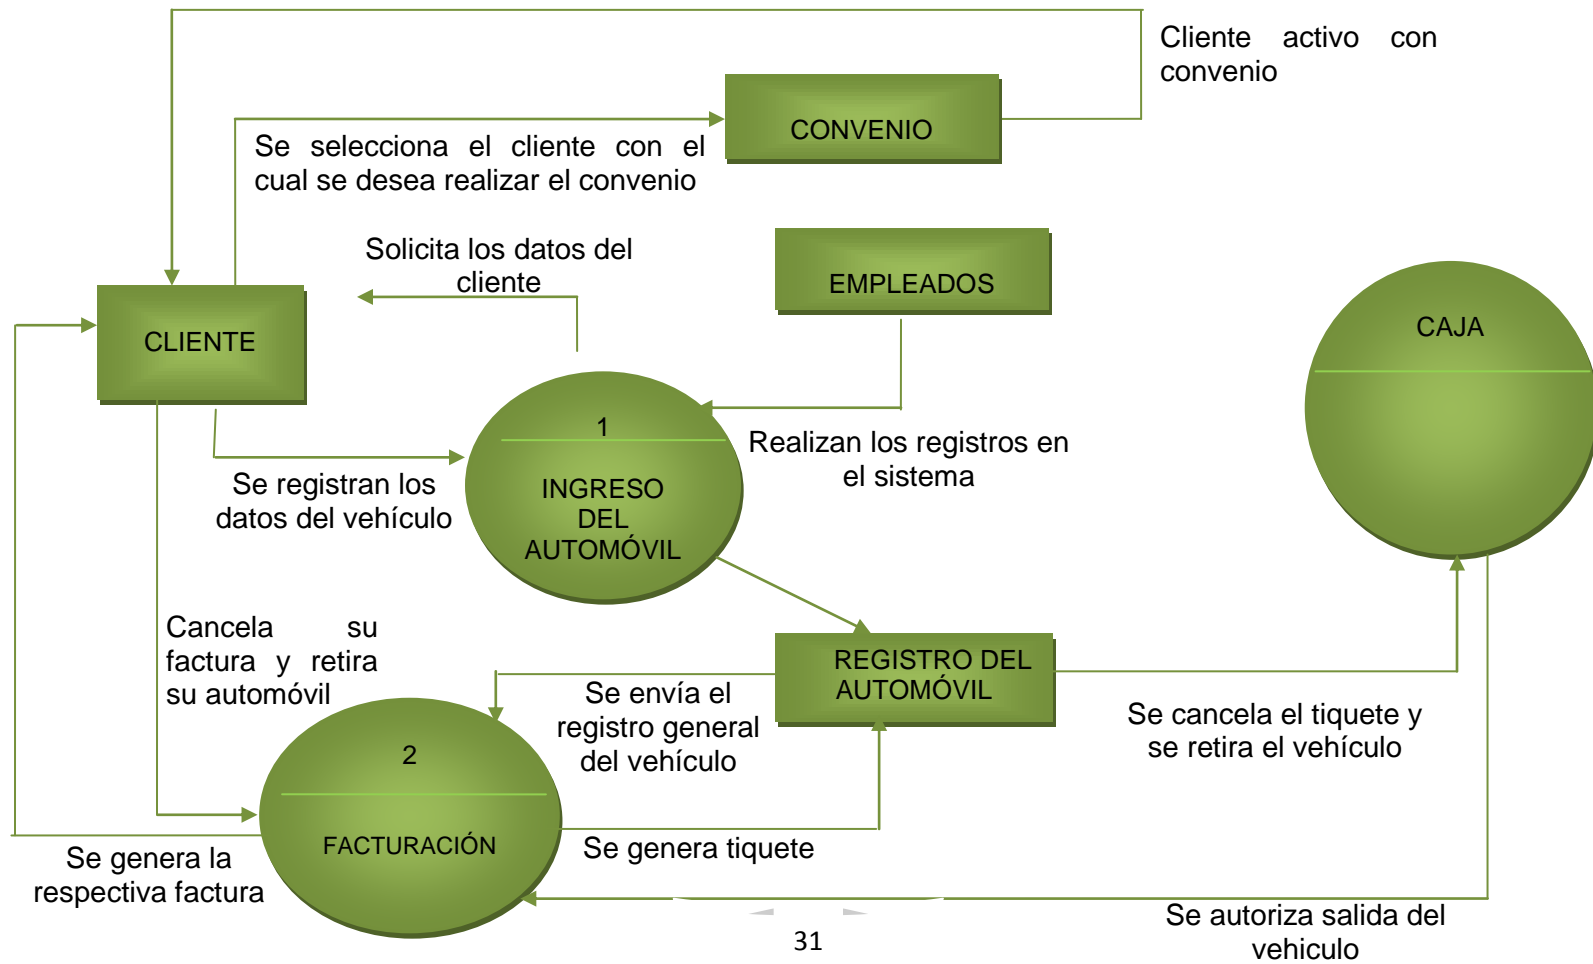 Cliente activo con
convenio
CONVENIO
Se selecciona el cliente con el
cual se desea realizar el convenio
Solicita los datos del
cliente
EMPLEADOS
CAJA
CLIENTE
1
INGRESO
DEL
AUTOMÓVIL
Realizan los registros en
el sistema
Se registran los
datos del vehículo
Cancela su
factura y retira
su automóvil
REGISTRO DEL
AUTOMÓVIL
Se envía el
registro general
del vehículo
Se cancela el tiquete y
se retira el vehículo
2
FACTURACIÓN
Se genera tiquete
Se genera la
respectiva factura
Se autoriza salida del
vehiculo
31